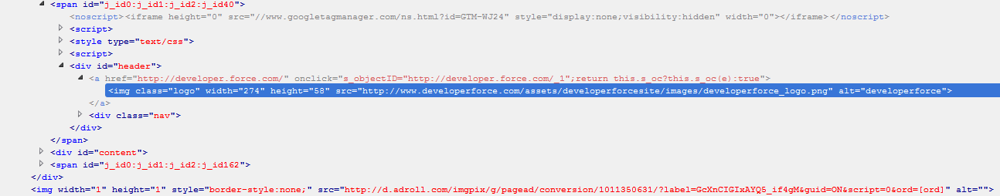 <span id="j_id0:j_id1:j_id2:j_id40">
<noscript><iframe height="0" src="//www.googletagmanager.com/ns.html?id=GTM-WJ24" style="display:none;visibility:hidden" width="0"></iframe></noscript>
<script>
<style type="text/css">
<script>
<div id="header">
<a href="http://developer.force.com/" onclick="s_objectID="http://developer.force.com/_1";return this.s_oc?this.s_oc(e):true">
<img class="logo" width="274" height="58" src="http://www.developerforce.com/assets/developerforcesite/images/developerforce_logo.png" alt="developerforce">
</a>
<div class="nav">
</div>
</span>
<div id="content">
<span id="j_id0:j_id1:j_id2:j_id162">
</div>
<img width="1" height="1" style="border-style:none;" src="http://d.adroll.com/imgpix/g/pagead/conversion/1011350631/?label=GcXnCIGIxAYQ5_if4gM&guid=ON&script=0&ord=[ord]" alt="">